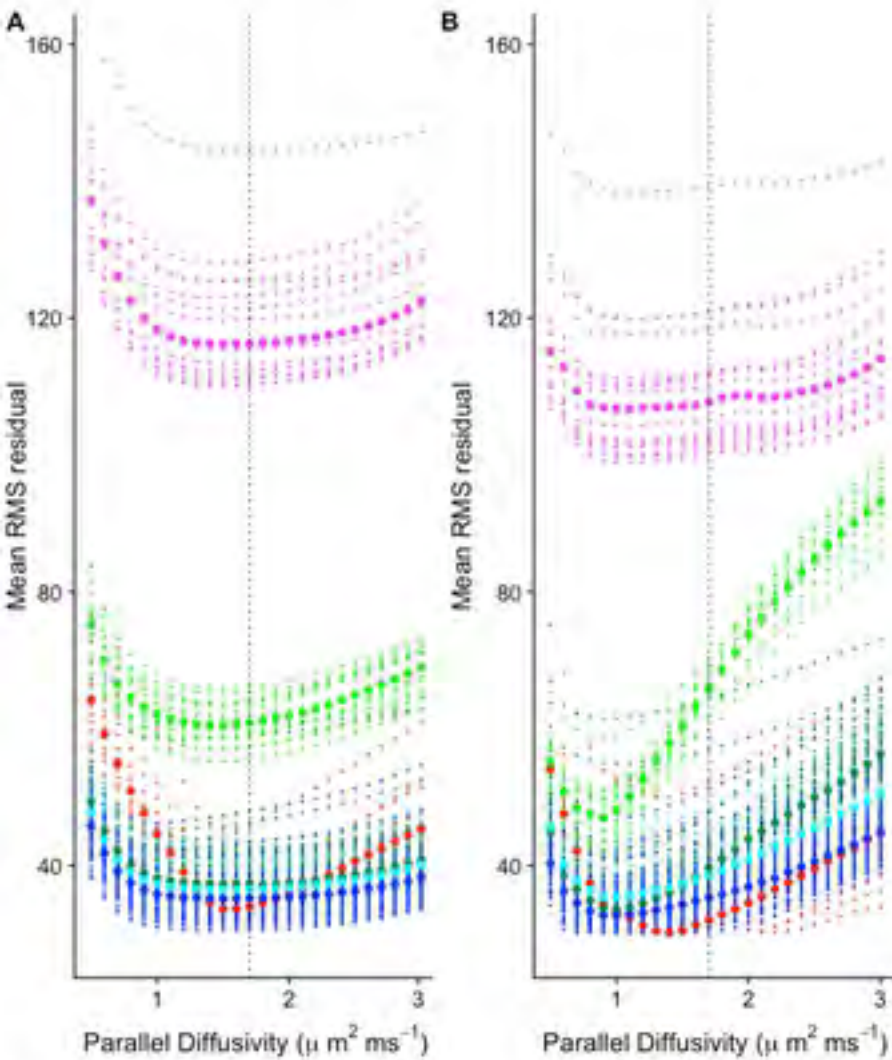 A
B
160
120
80
40
Mean RMS residual
1
2
3
Parallel Diffusivity (μ m² ms⁻¹)
160
120
80
40
Mean RMS residual
1
2
3
Parallel Diffusivity (μ m² ms⁻¹)